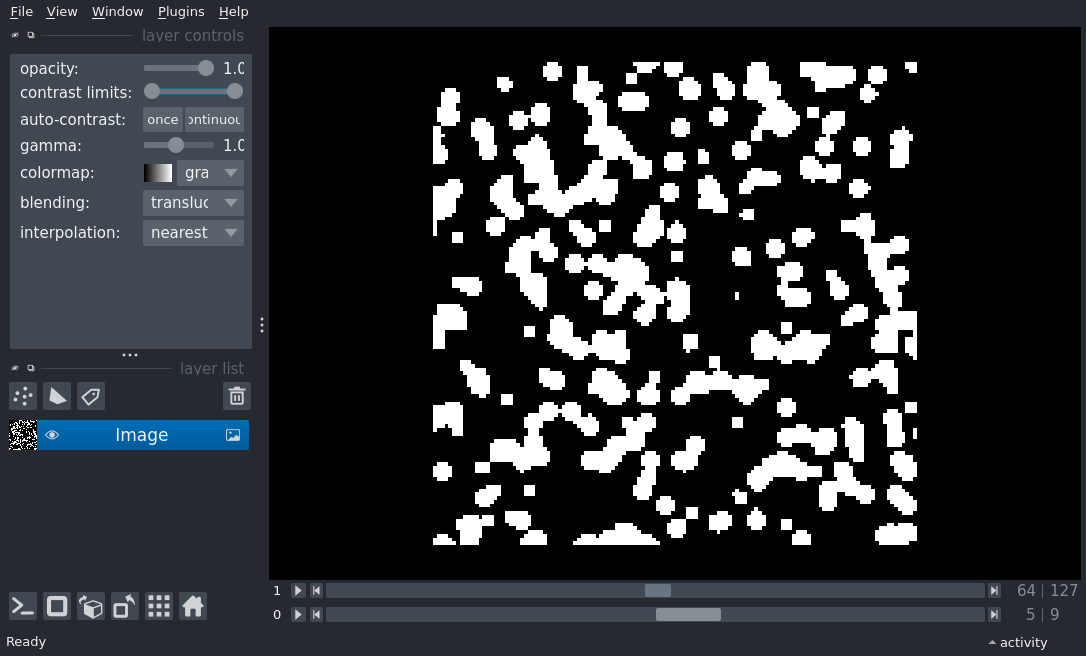 File View Window Plugins Help
layer controls
opacity: 1.0
contrast limits:
auto-contrast: once ontinuou
gamma: 1.0
colormap: gra
blending: transluc
interpolation: nearest
layer list
Image
1 64 | 127
0 5 | 9
Ready activity